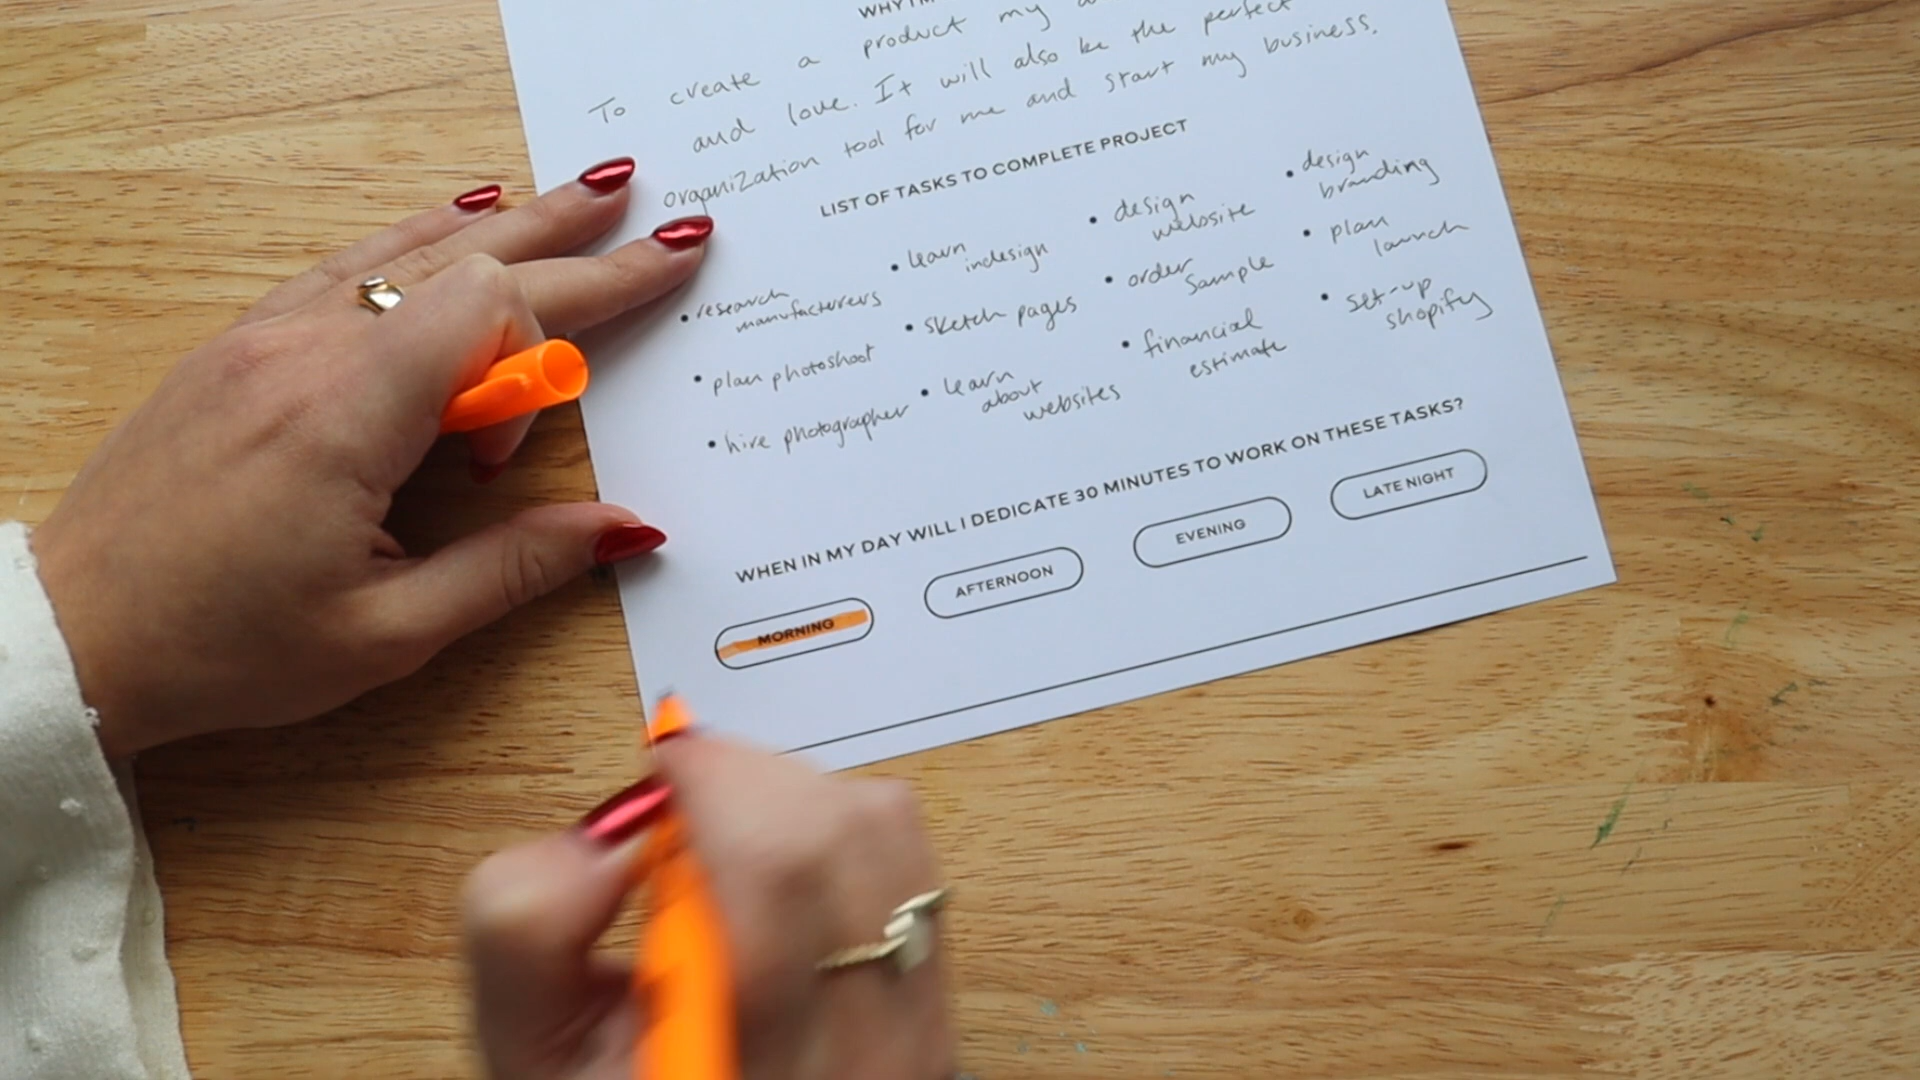 WHY
To create a product my
and love. It will also be the perfect
organization tool for me and start my business.
LIST OF TASKS TO COMPLETE PROJECT
• research
manufacturers
• plan photoshoot
• hire photographer
• learn
indesign
• sketch pages
• learn
about
websites
• design
website
• order
sample
• financial
estimate
• design
branding
• plan
launch
• set-up
shopify
WHEN IN MY DAY WILL I DEDICATE 30 MINUTES TO WORK ON THESE TASKS?
MORNING
AFTERNOON
EVENING
LATE NIGHT